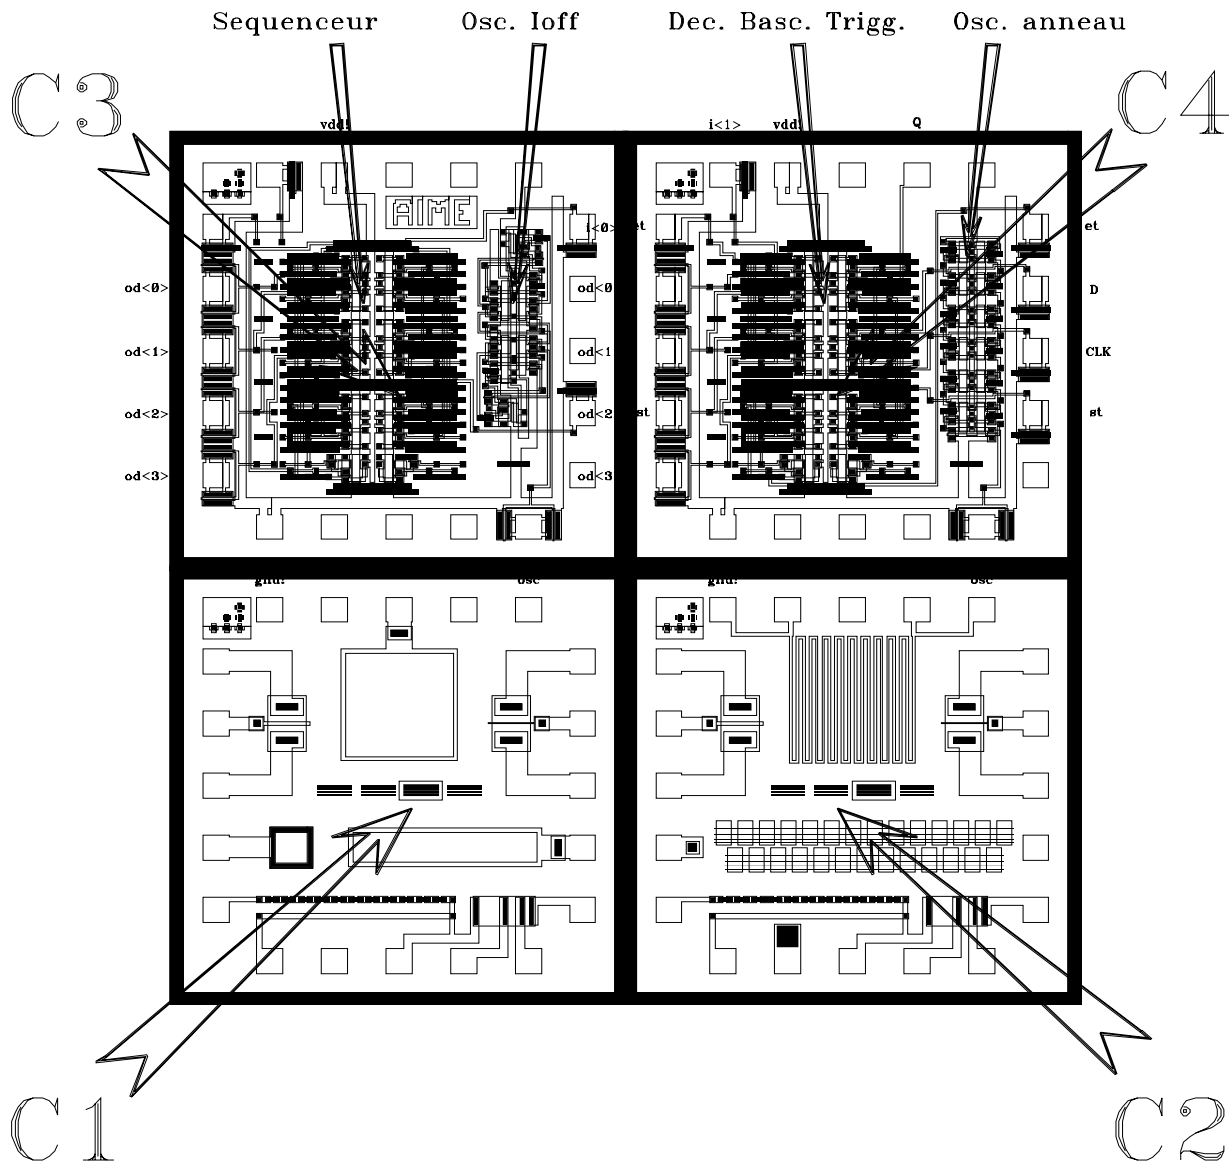 Sequenceur Osc. Ioff Dec. Basc. Trigg. Osc. anneau
C3 C4
vdd! i<1> vdd! Q
AIME
i<0> et et
od<0> od<0 D
od<1> od<1 CLK
od<2> od<2 st st
od<3> od<3
gnd! osc gnd! osc
C1 C2